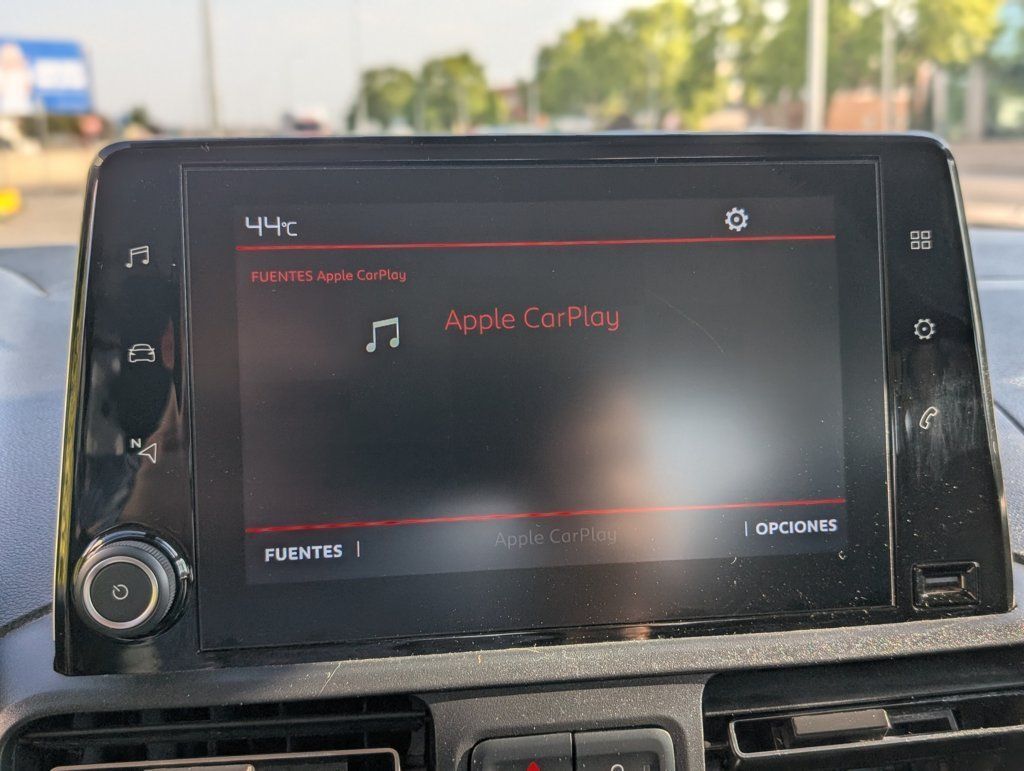 44°C
FUENTES Apple CarPlay
Apple CarPlay
N
FUENTES | Apple CarPlay | OPCIONES